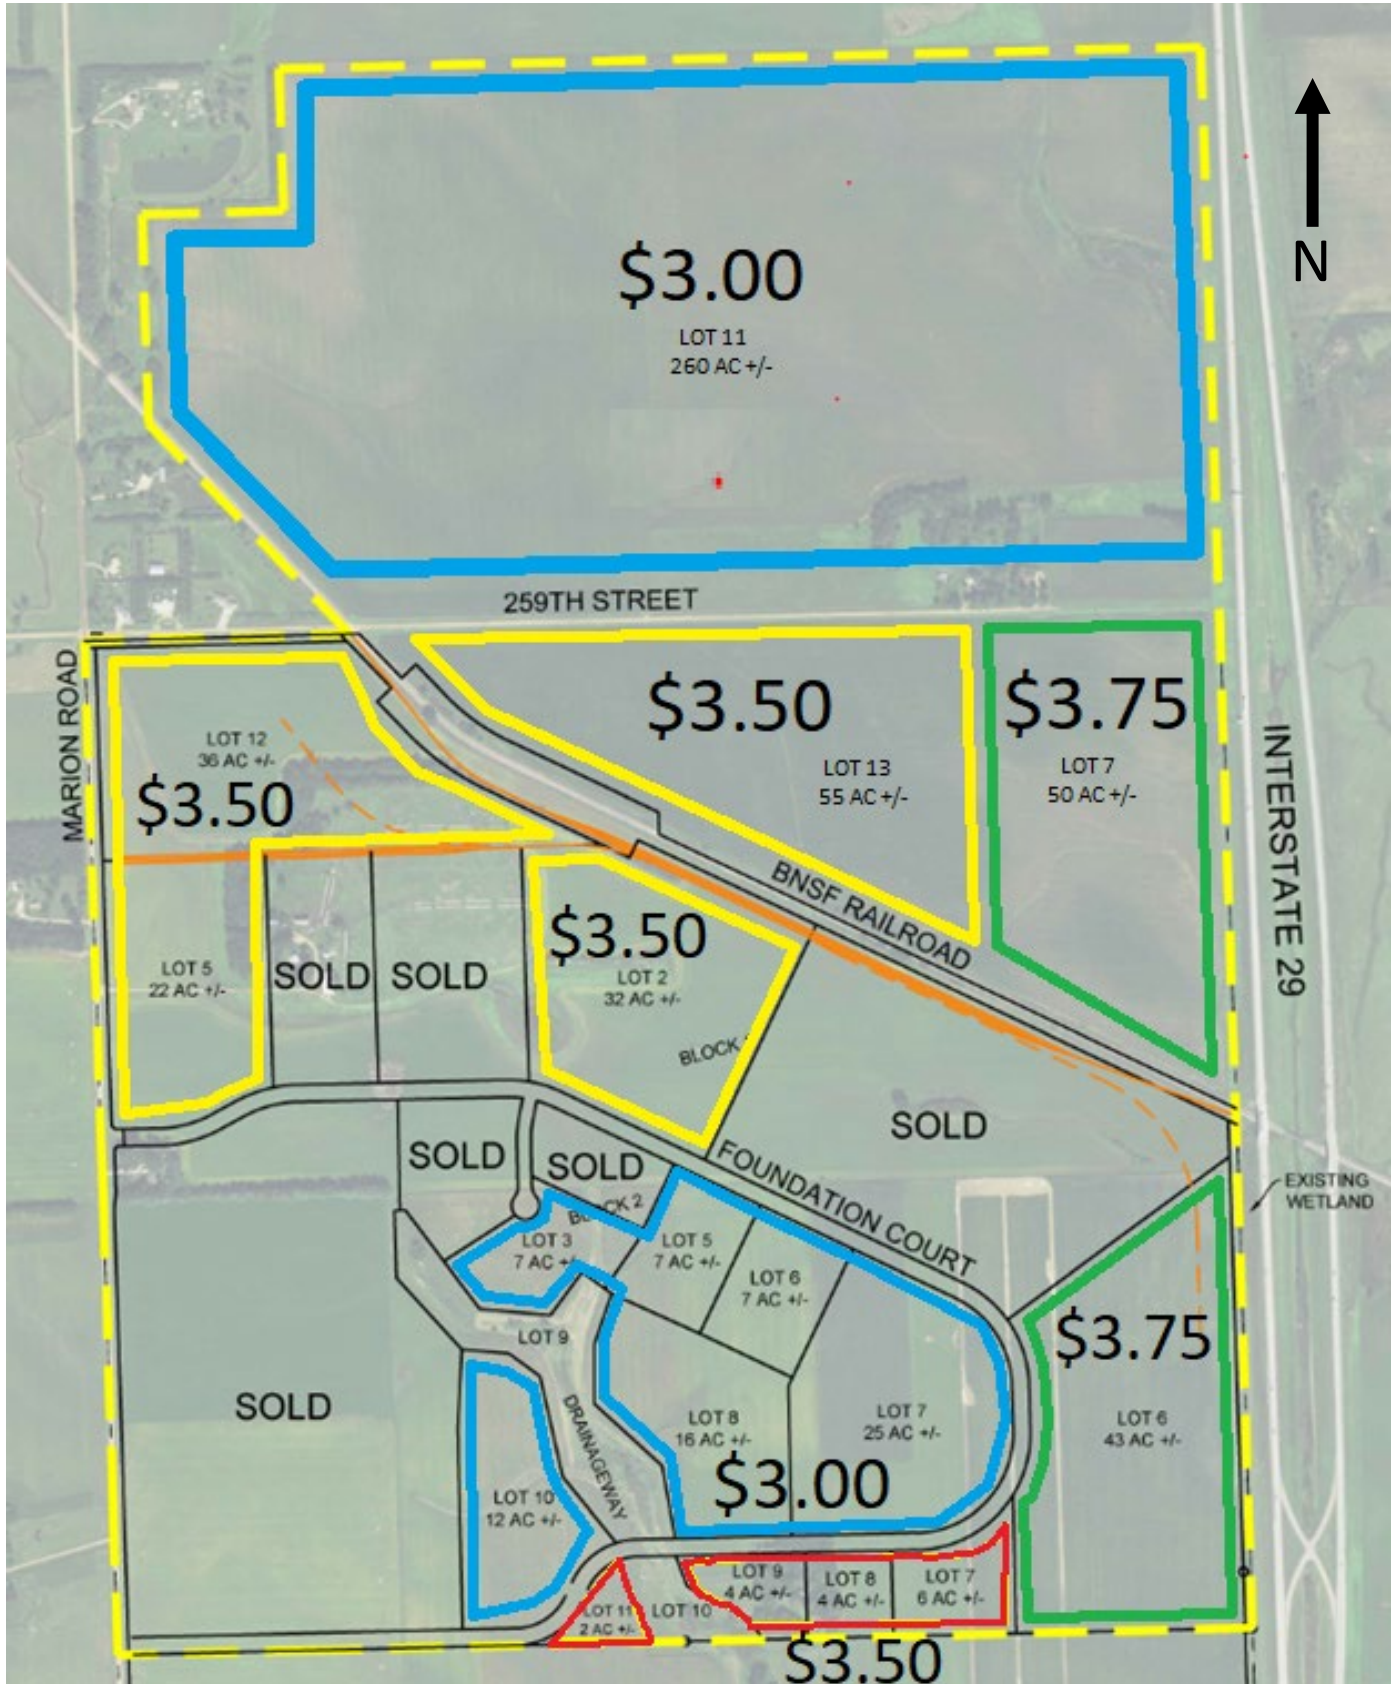 N
$3.00
LOT 11
260 AC +/-
259TH STREET
MARION ROAD
LOT 12
36 AC +/-
$3.50
$3.50
LOT 13
55 AC +/-
$3.75
LOT 7
50 AC +/-
INTERSTATE 29
BNSF RAILROAD
LOT 5
22 AC +/-
SOLD
SOLD
$3.50
LOT 2
32 AC +/-
BLOCK
SOLD
FOUNDATION COURT
EXISTING
WETLAND
SOLD
SOLD
BLOCK 2
LOT 3
7 AC +/-
LOT 5
7 AC +/-
LOT 6
7 AC +/-
LOT 9
DRAINAGEWAY
SOLD
LOT 8
16 AC +/-
LOT 7
25 AC +/-
$3.00
$3.75
LOT 6
43 AC +/-
LOT 10
12 AC +/-
LOT 11
2 AC +/-
LOT 10
LOT 9
4 AC +/-
LOT 8
4 AC +/-
LOT 7
6 AC +/-
$3.50